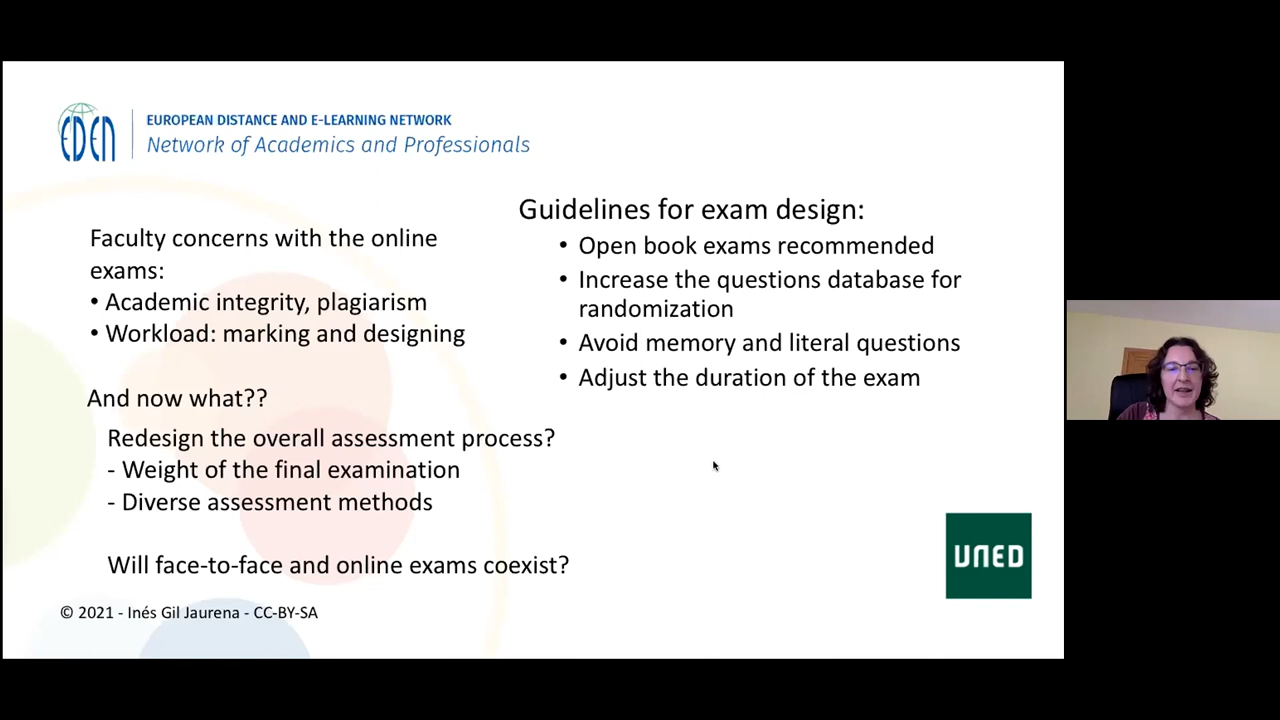 EDEN
EUROPEAN DISTANCE AND E-LEARNING NETWORK
Network of Academics and Professionals
Faculty concerns with the online
exams:
• Academic integrity, plagiarism
• Workload: marking and designing
And now what??
Redesign the overall assessment process?
- Weight of the final examination
- Diverse assessment methods
Will face-to-face and online exams coexist?
© 2021 - Inés Gil Jaurena - CC-BY-SA
Guidelines for exam design:
• Open book exams recommended
• Increase the questions database for
randomization
• Avoid memory and literal questions
• Adjust the duration of the exam
UNED